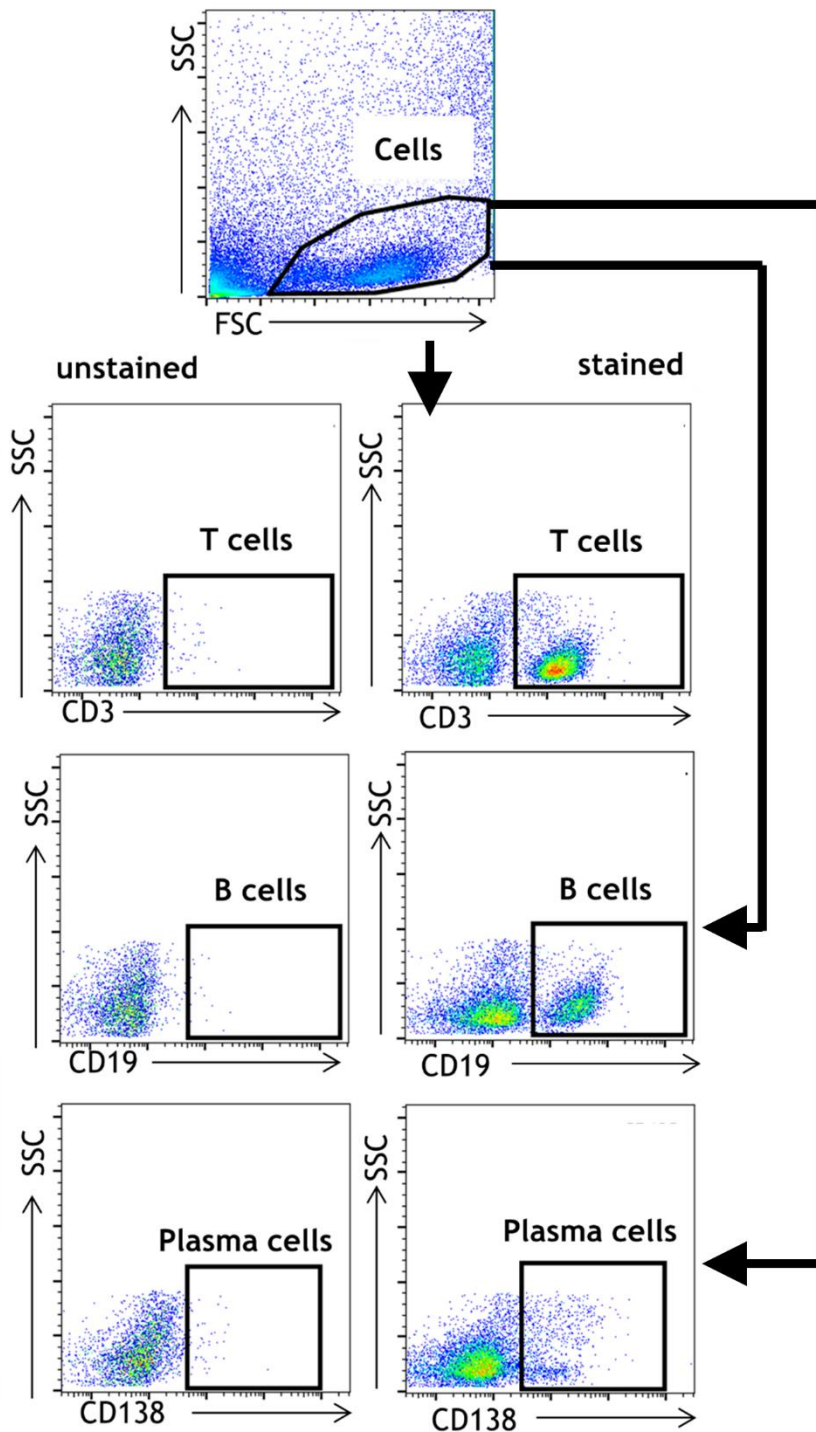 SSC
Cells
FSC
unstained
stained
SSC
T cells
CD3
SSC
T cells
CD3
SSC
B cells
CD19
SSC
B cells
CD19
SSC
Plasma cells
CD138
SSC
Plasma cells
CD138